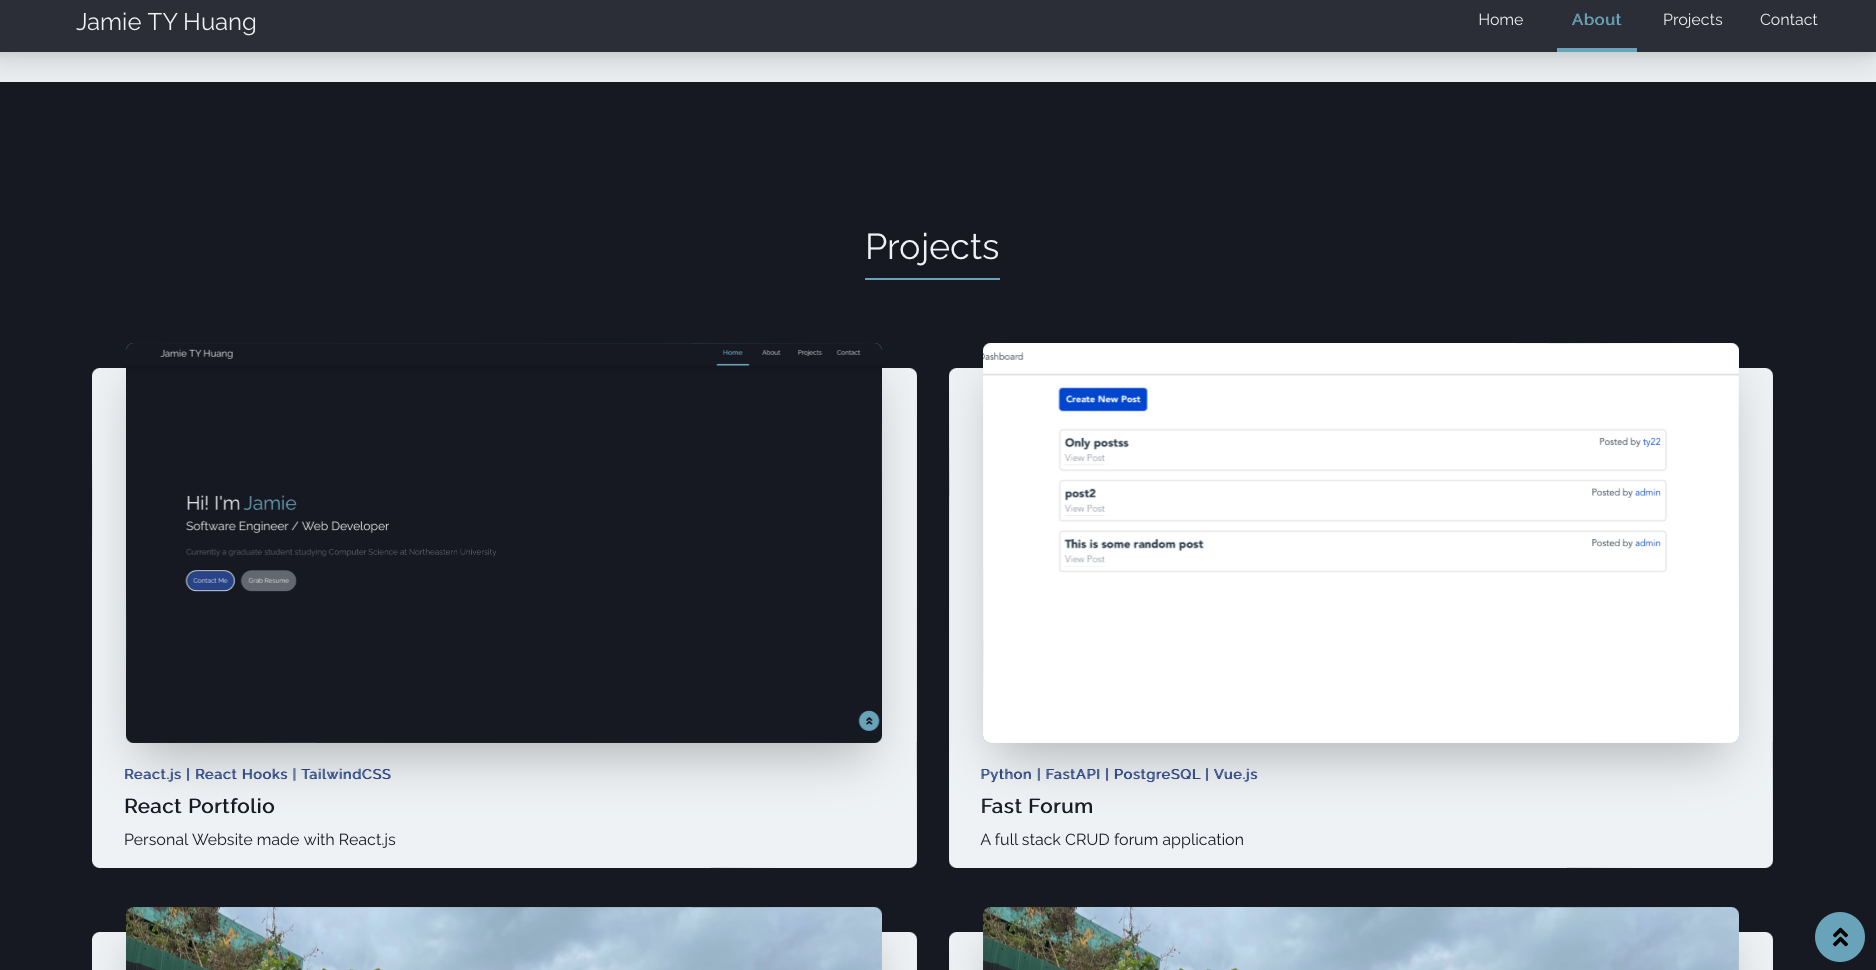 Jamie TY Huang
Home About Projects Contact
Projects
Jamie TY Huang
Home About Projects Contact
Hi! I'm Jamie
Software Engineer / Web Developer
Currently a graduate student studying Computer Science at Northeastern University
Contact Me Grab Resume
React.js | React Hooks | TailwindCSS
React Portfolio
Personal Website made with React.js
Dashboard
Create New Post
Only postss
Posted by ty22
View Post
post2
Posted by admin
View Post
This is some random post
Posted by admin
View Post
Python | FastAPI | PostgreSQL | Vue.js
Fast Forum
A full stack CRUD forum application